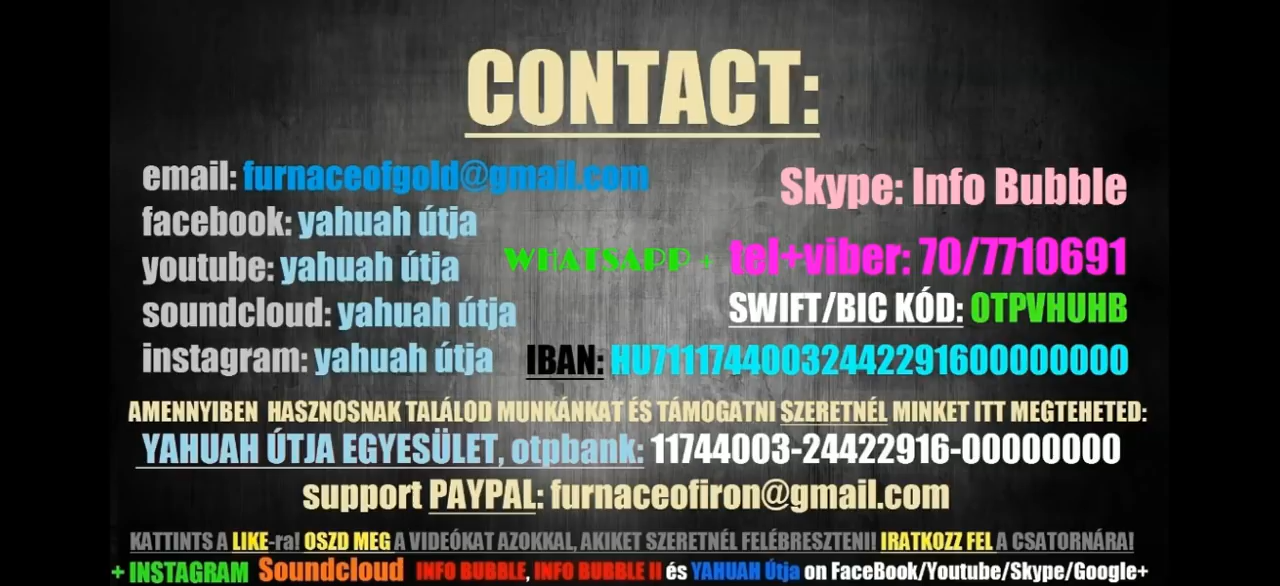 CONTACT:
email: furnaceofgold@gmail.com
facebook: yahuah útja
youtube: yahuah útja
soundcloud: yahuah útja
instagram: yahuah útja
Skype: Info Bubble
WHATSAPP + tel+viber: 70/7710691
SWIFT/BIC KÓD: OTPVHUHB
IBAN: HU71117440032442291600000000
AMENNYIBEN HASZNOSNAK TALÁLOD MUNKÁNKAT ÉS TÁMOGATNI SZERETNÉL MINKET ITT MEGTEHETED:
YAHUAH ÚTJA EGYESÜLET, otpbank: 11744003-24422916-00000000
support PAYPAL: furnaceofiron@gmail.com
KATTINTS A LIKE-ra! OSZD MEG A VIDEÓKAT AZOKKAL, AKIKET SZERETNÉL FELÉBRESZTENI! IRATKOZZ FEL A CSATORNÁRA!
+ INSTAGRAM Soundcloud INFO BUBBLE, INFO BUBBLE II és YAHUAH Útja on FaceBook/Youtube/Skype/Google+